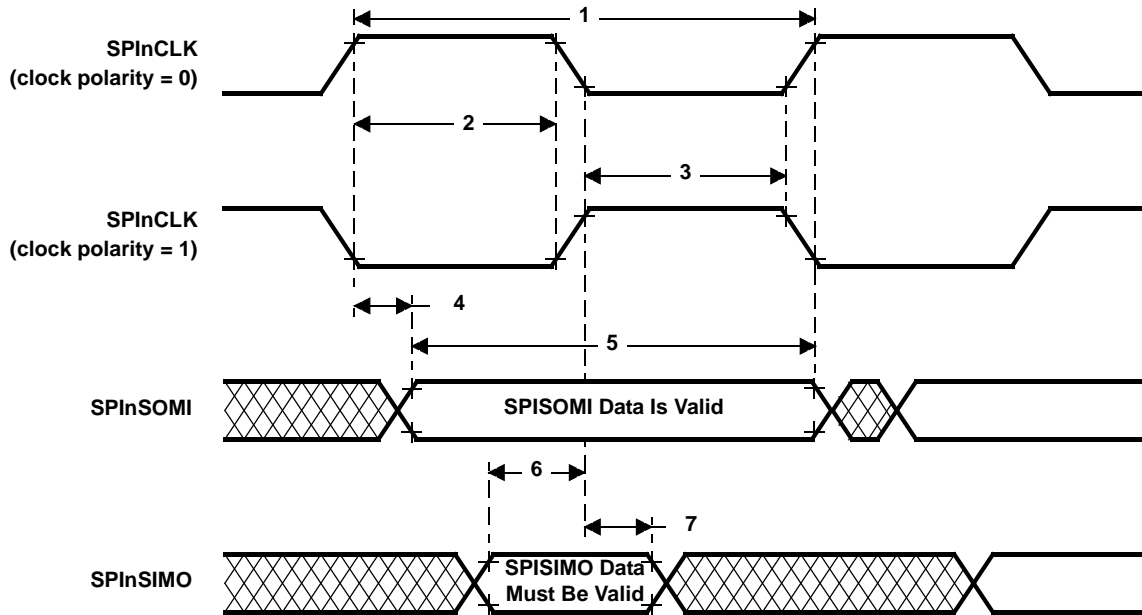 1
SPInCLK
(clock polarity = 0)
2
3
SPInCLK
(clock polarity = 1)
4
5
SPInSOMI
SPISOMI Data Is Valid
6
7
SPInSIMO
SPISIMO Data
Must Be Valid